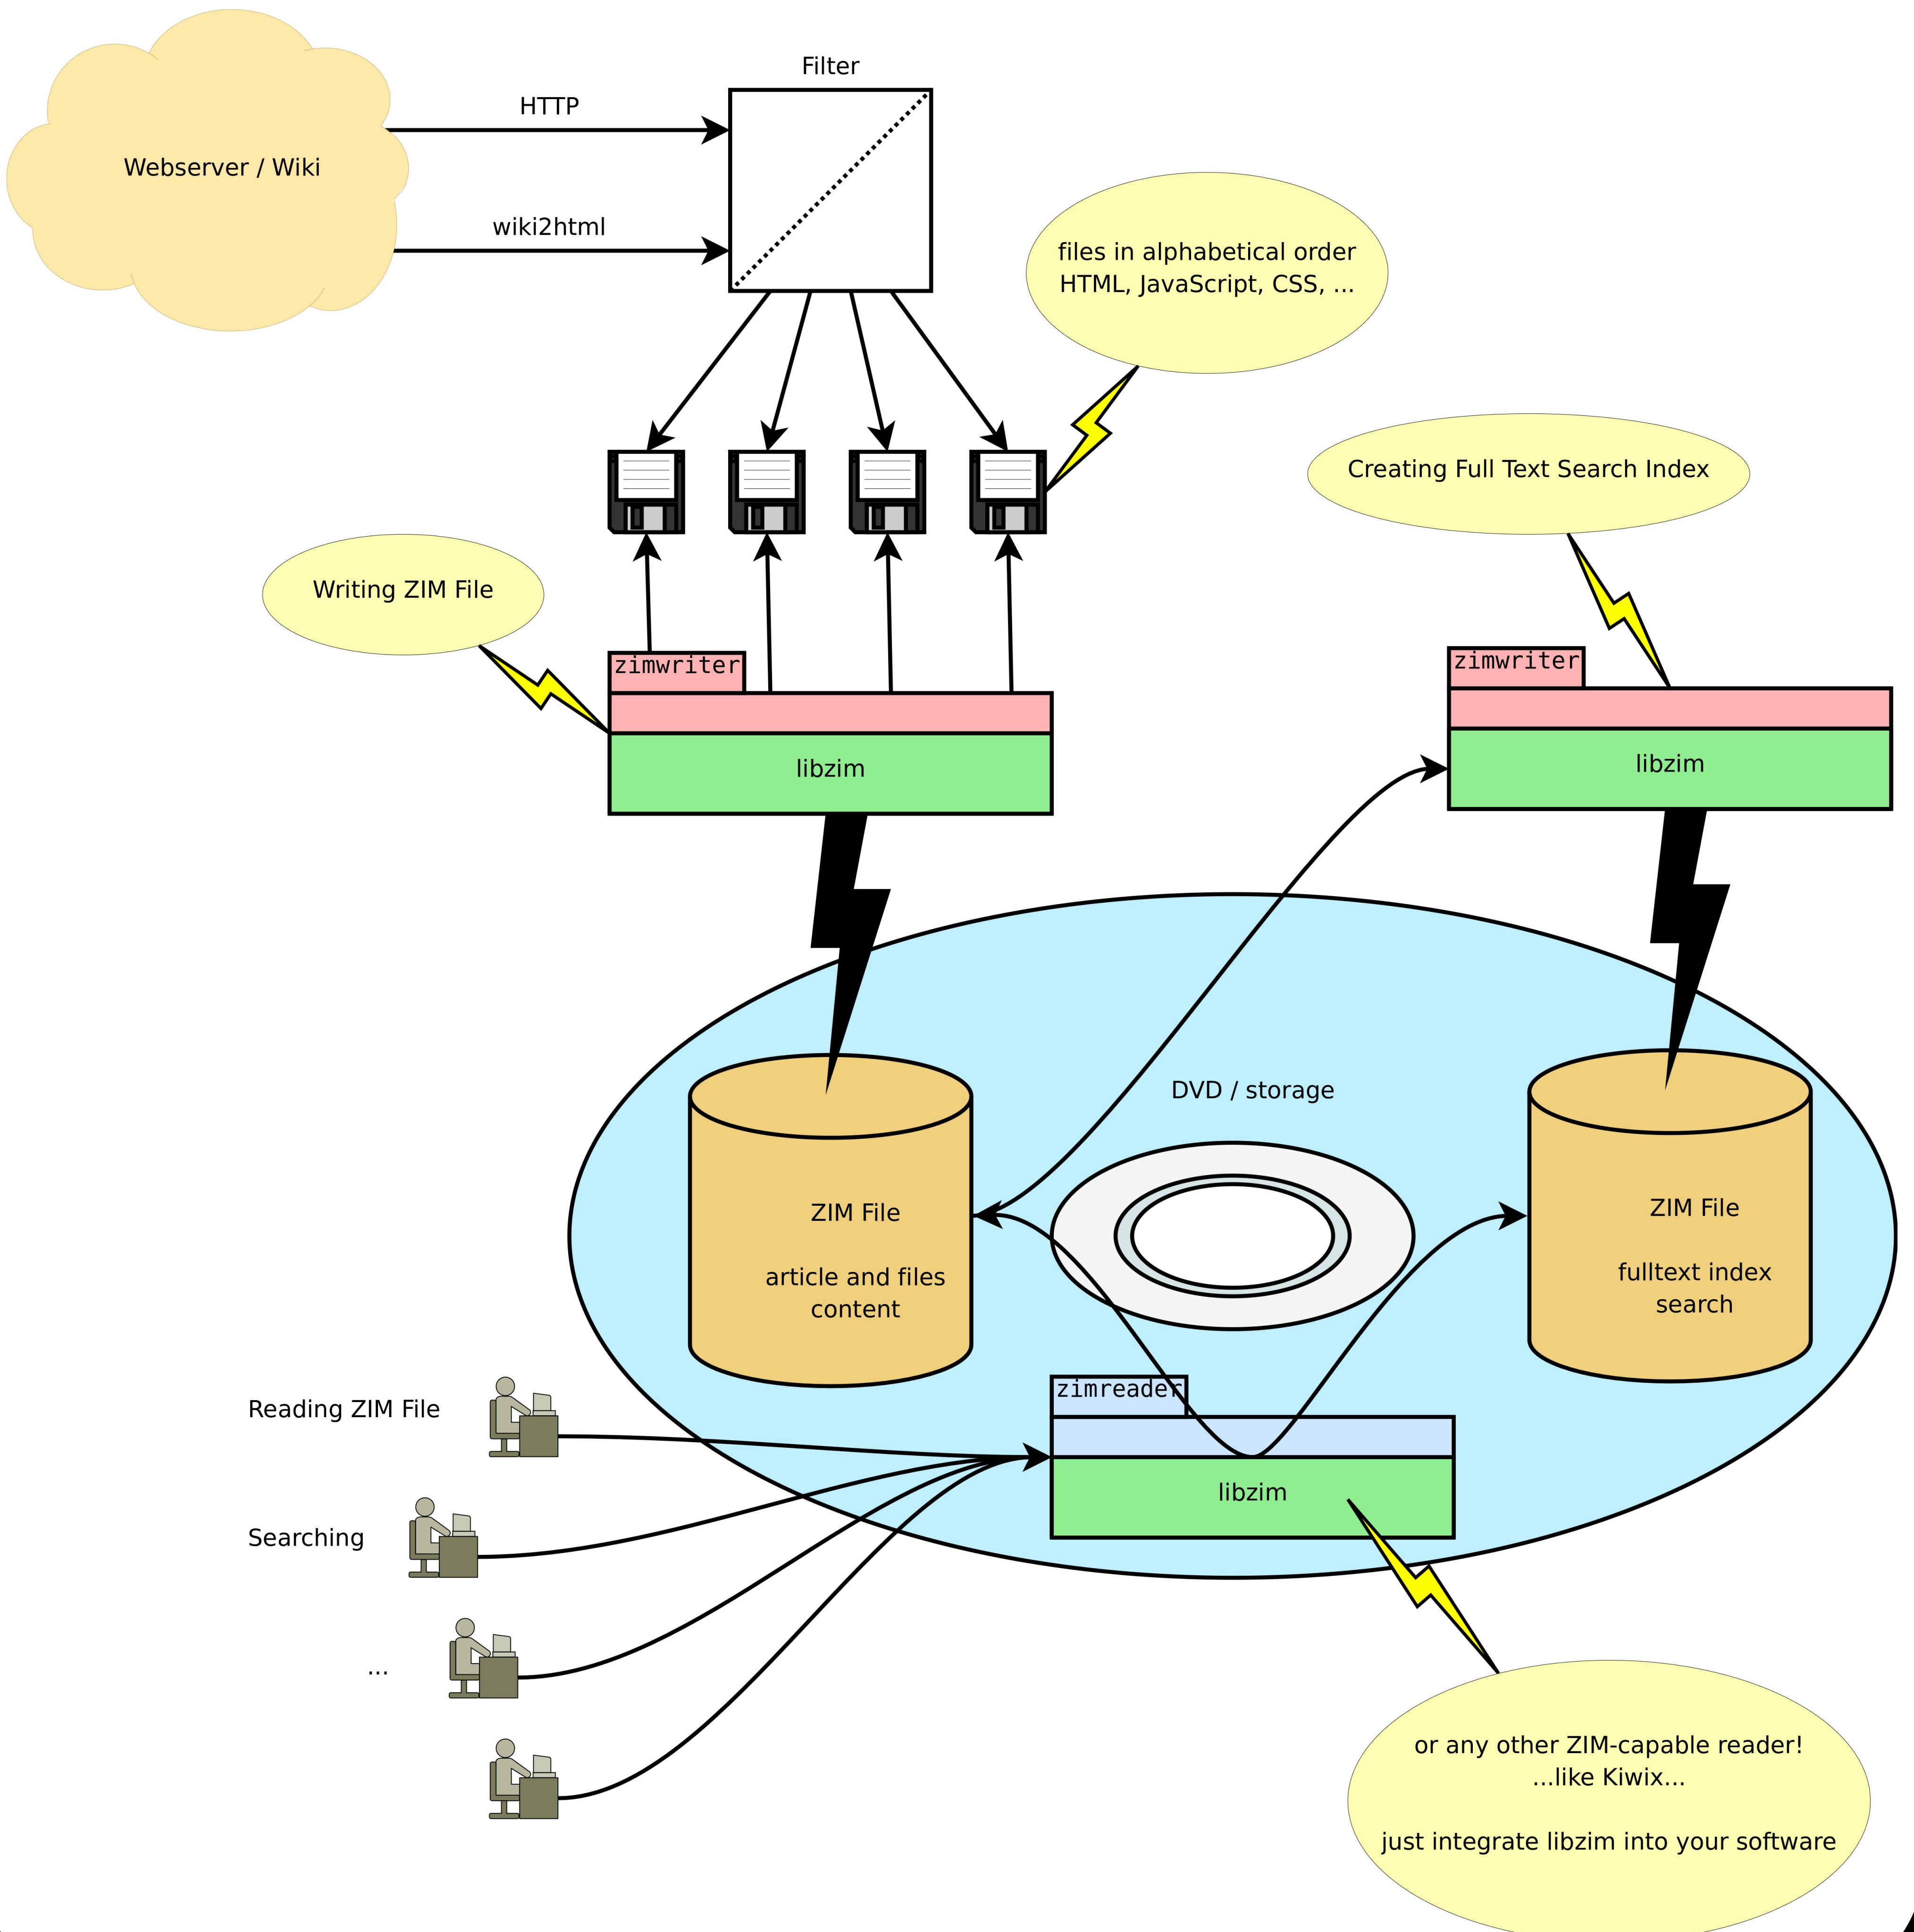 Filter
HTTP
Webserver / Wiki
wiki2html
files in alphabetical order
HTML, JavaScript, CSS, ...
Creating Full Text Search Index
Writing ZIM File
zimwriter
libzim
zimwriter
libzim
DVD / storage
ZIM File
article and files
content
ZIM File
fulltext index
search
zimreader
libzim
Reading ZIM File
Searching
...
or any other ZIM-capable reader!
...like Kiwix...
just integrate libzim into your software